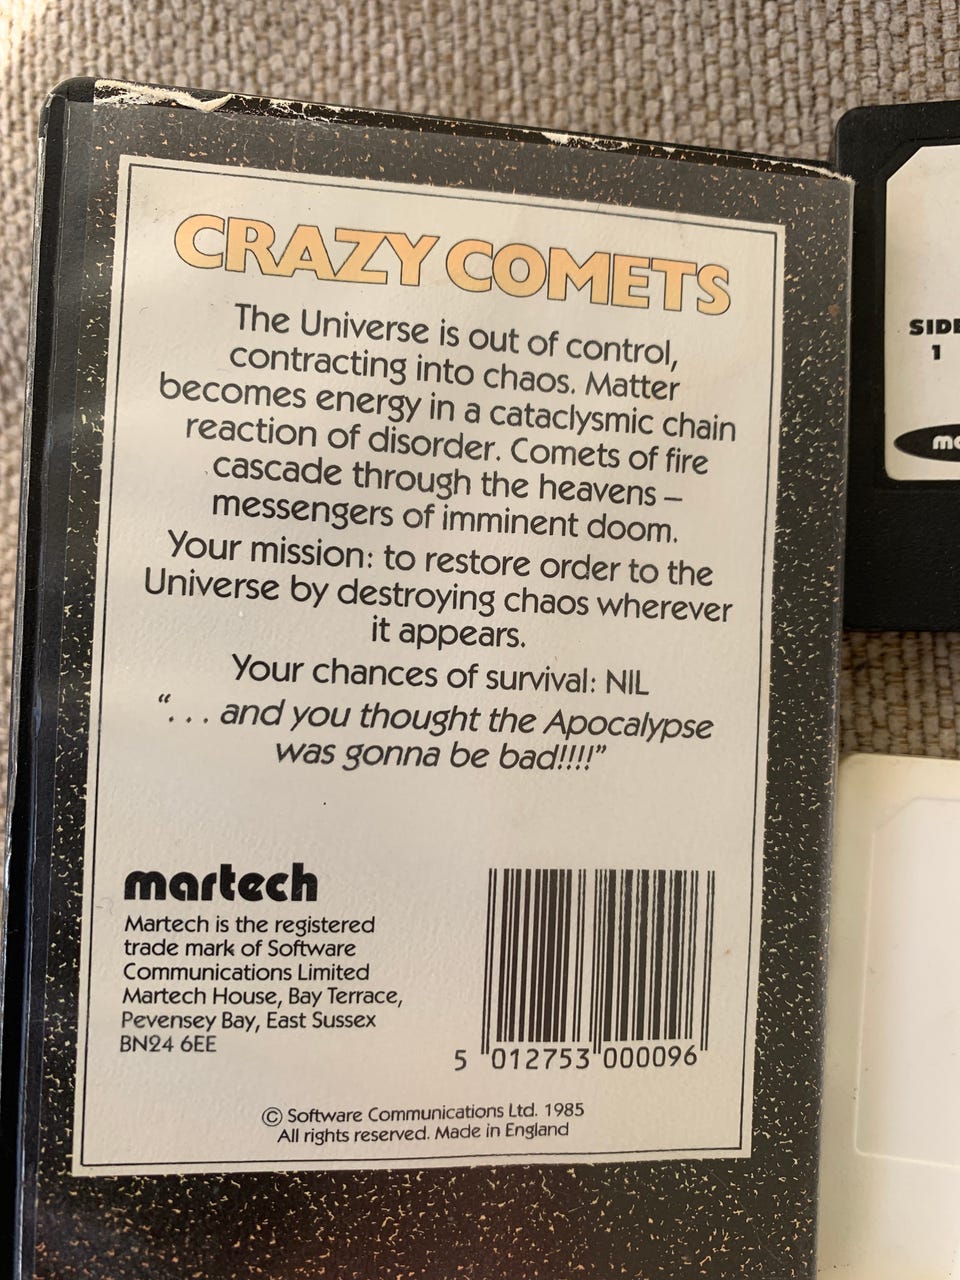 CRAZY COMETS
The Universe is out of control,
contracting into chaos. Matter
becomes energy in a cataclysmic chain
reaction of disorder. Comets of fire
cascade through the heavens –
messengers of imminent doom.
Your mission: to restore order to the
Universe by destroying chaos wherever
it appears.
Your chances of survival: NIL
“... and you thought the Apocalypse
was gonna be bad!!!!”
martech
Martech is the registered
trade mark of Software
Communications Limited
Martech House, Bay Terrace,
Pevensey Bay, East Sussex
BN24 6EE
5 012753 000096
© Software Communications Ltd. 1985
All rights reserved. Made in England
SIDE
1